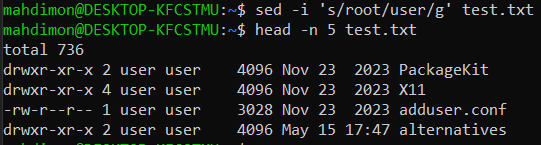 mahdimon@DESKTOP-KFCSTMU:~$ sed -i 's/root/user/g' test.txt
mahdimon@DESKTOP-KFCSTMU:~$ head -n 5 test.txt
total 736
drwxr-xr-x 2 user user    4096 Nov 23  2023 PackageKit
drwxr-xr-x 4 user user    4096 Nov 23  2023 X11
-rw-r--r-- 1 user user    3028 Nov 23  2023 adduser.conf
drwxr-xr-x 2 user user    4096 May 15 17:47 alternatives